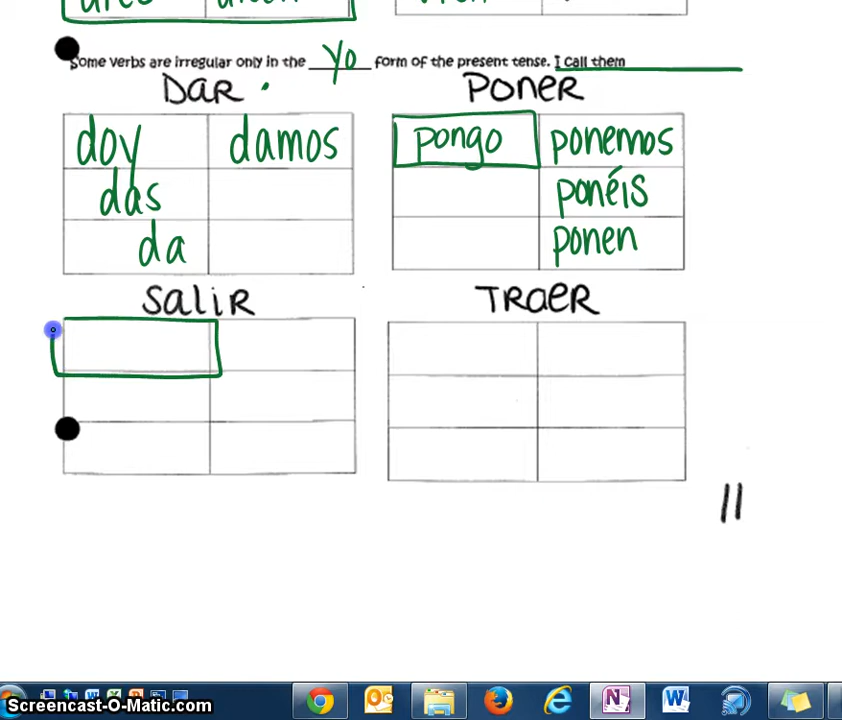 Some verbs are irregular only in the yo form of the present tense. I call them
DAR PONER
doy damos pongo ponemos
das ponéis
da ponen
SALIR TRAER
11
Screencast-O-Matic.com